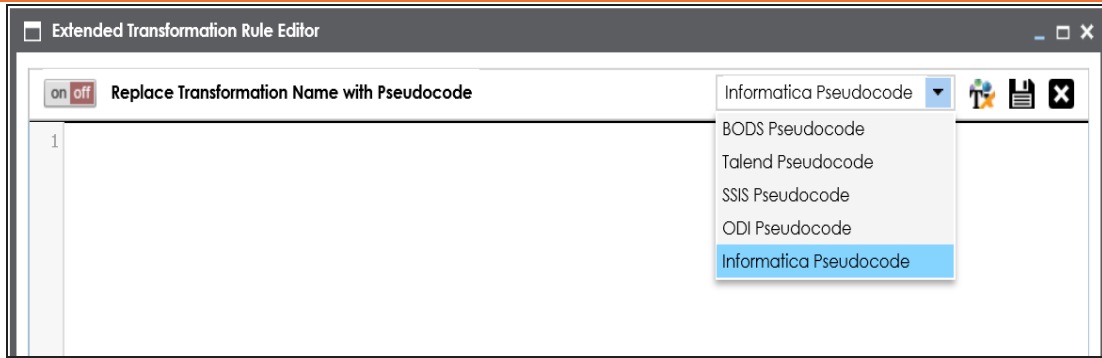 Extended Transformation Rule Editor
on off Replace Transformation Name with Pseudocode Informatica Pseudocode
1
BODS Pseudocode
Talend Pseudocode
SSIS Pseudocode
ODI Pseudocode
Informatica Pseudocode